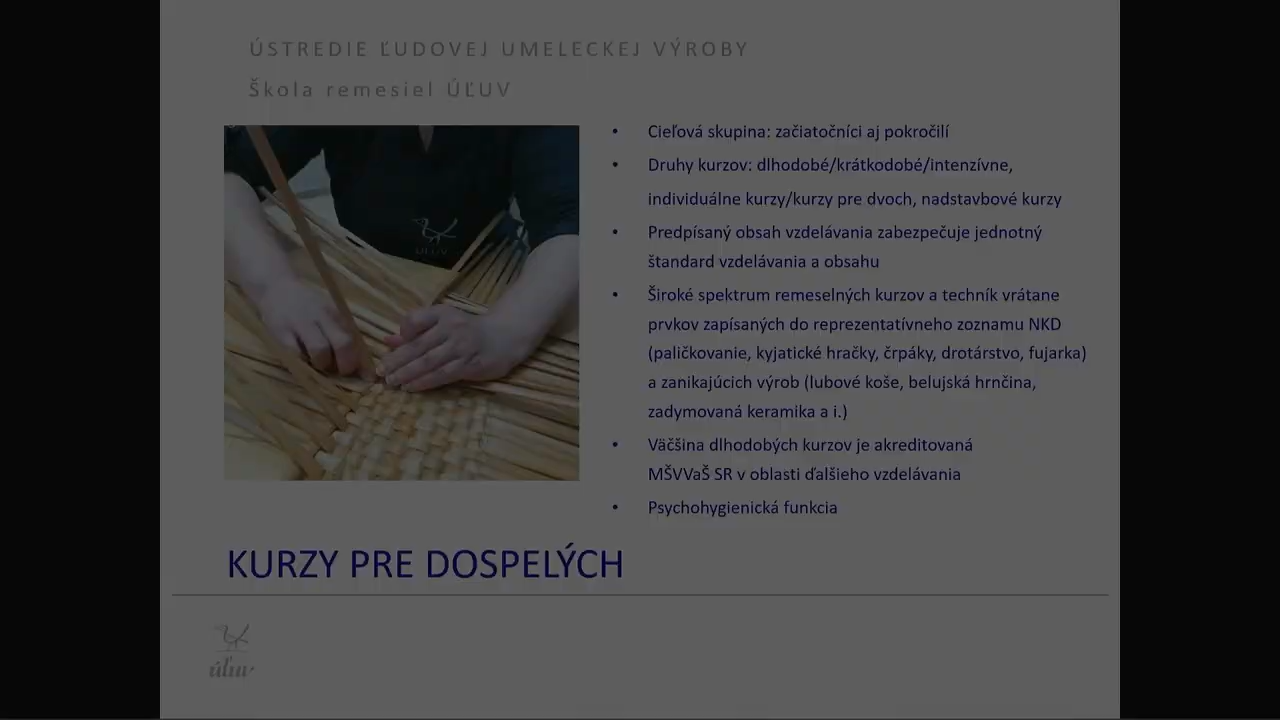 ÚSTREDIE ĽUDOVEJ UMELECKEJ VÝROBY
Škola remesiel ÚĽUV
• Cieľová skupina: začiatočníci aj pokročilí
• Druhy kurzov: dlhodobé/krátkodobé/intenzívne,
individuálne kurzy/kurzy pre dvoch, nadstavbové kurzy
• Predpísaný obsah vzdelávania zabezpečuje jednotný
štandard vzdelávania a obsahu
• Široké spektrum remeselných kurzov a techník vrátane
prvkov zapísaných do reprezentatívneho zoznamu NKD
(paličkovanie, kyjatické hračky, črpáky, drotárstvo, fujarka)
a zanikajúcich výrob (lubové koše, belujská hrnčina,
zadymovaná keramika a i.)
• Väčšina dlhodobých kurzov je akreditovaná
MŠVVaŠ SR v oblasti ďalšieho vzdelávania
• Psychohygienická funkcia
ÚĽUV
KURZY PRE DOSPELÝCH
úľuv